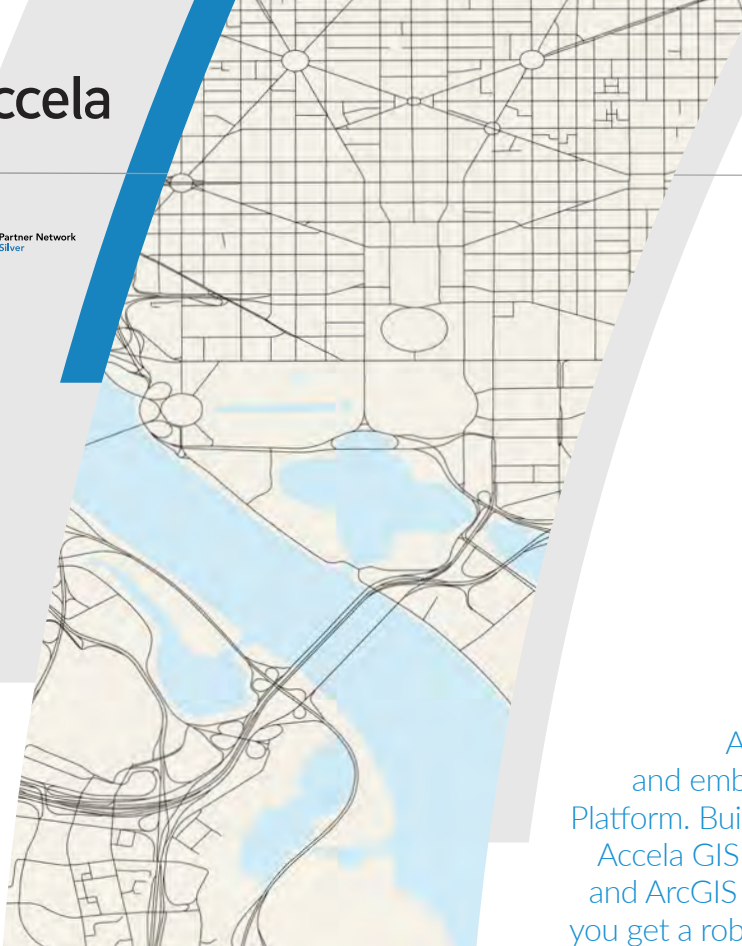 ccela
Partner Network
Silver
A
and emb
Platform. Bui
Accela GIS
and ArcGIS
you get a rob